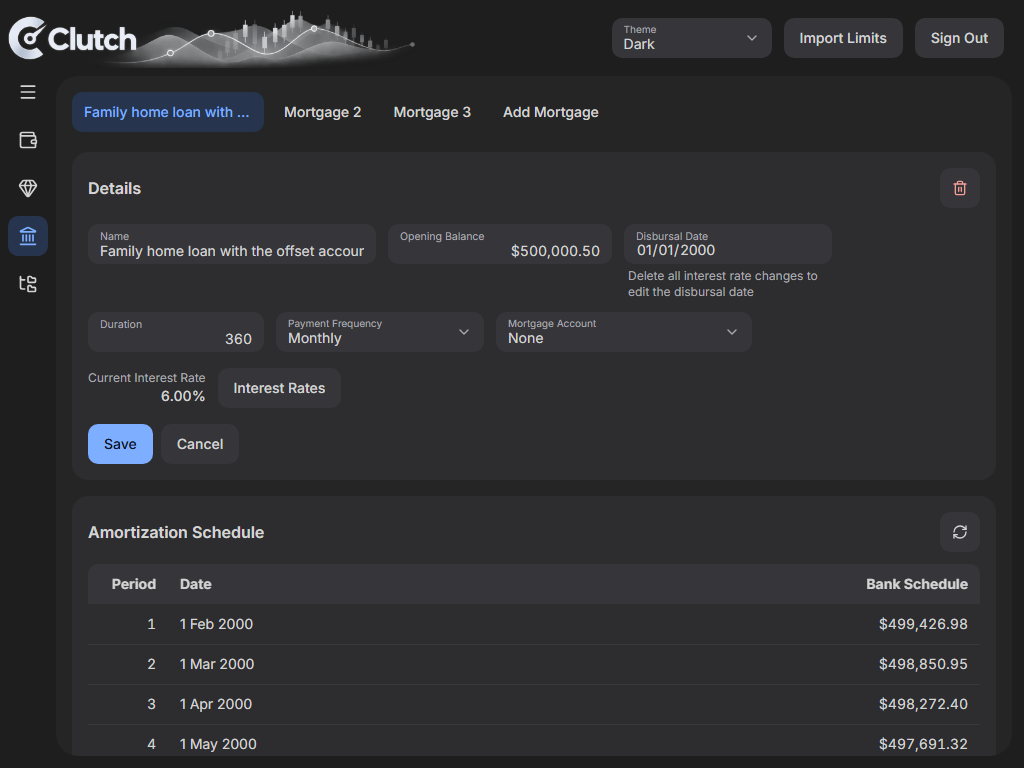 Clutch
Theme
Dark
Import Limits
Sign Out
Family home loan with ...
Mortgage 2
Mortgage 3
Add Mortgage
Details
Name
Family home loan with the offset accour
Opening Balance
$500,000.50
Disbursal Date
01/01/2000
Delete all interest rate changes to
edit the disbursal date
Duration
360
Payment Frequency
Monthly
Mortgage Account
None
Current Interest Rate
6.00%
Interest Rates
Save
Cancel
Amortization Schedule
Period Date Bank Schedule
1 1 Feb 2000 $499,426.98
2 1 Mar 2000 $498,850.95
3 1 Apr 2000 $498,272.40
4 1 May 2000 $497,691.32